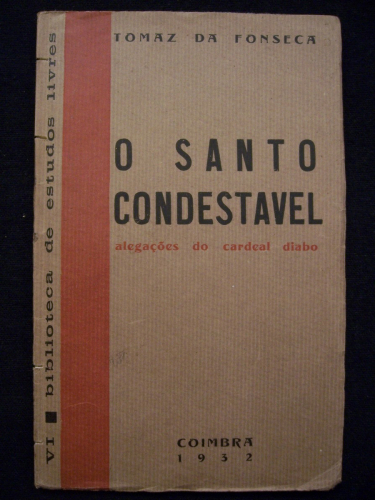 TOMAZ DA FONSECA
O SANTO
CONDESTAVEL
alegações do cardeal diabo
COIMBRA
1932
VI ■ biblioteca de estudos livres